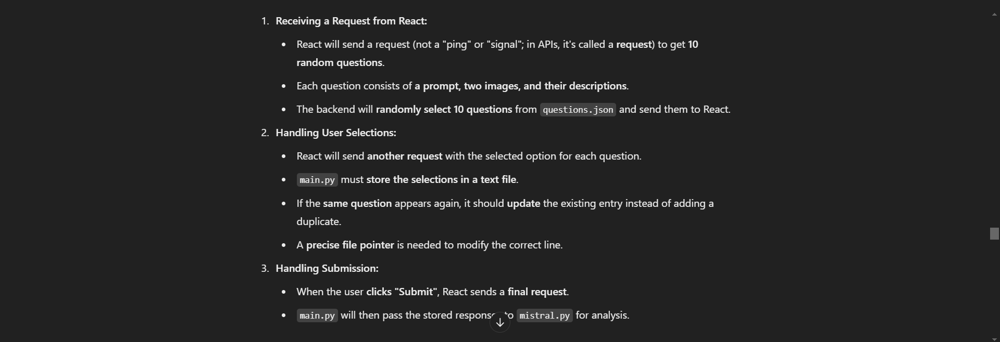 1. Receiving a Request from React:
• React will send a request (not a "ping" or "signal"; in APIs, it's called a request) to get 10
random questions.
• Each question consists of a prompt, two images, and their descriptions.
• The backend will randomly select 10 questions from questions.json and send them to React.
2. Handling User Selections:
• React will send another request with the selected option for each question.
• main.py must store the selections in a text file.
• If the same question appears again, it should update the existing entry instead of adding a
duplicate.
• A precise file pointer is needed to modify the correct line.
3. Handling Submission:
• When the user clicks "Submit", React sends a final request.
• main.py will then pass the stored to mistral.py for analysis.